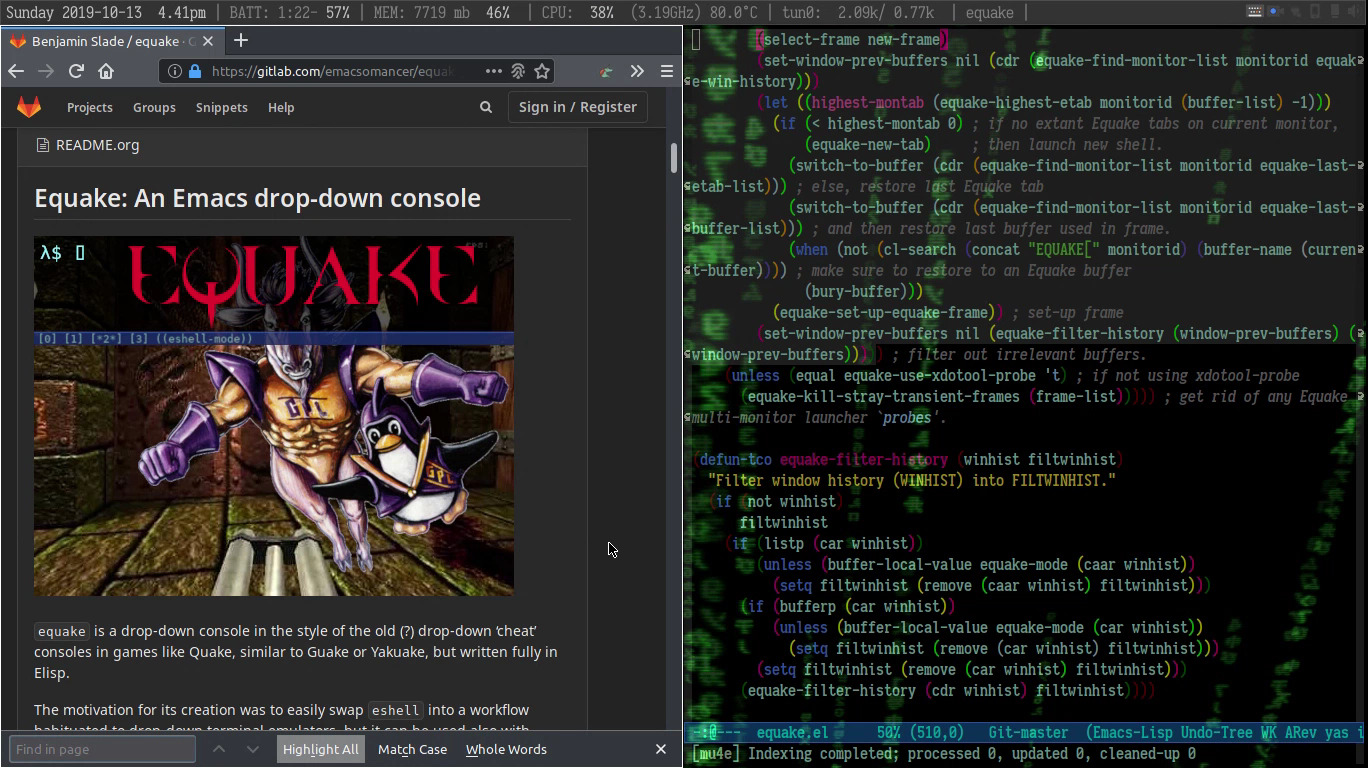 Sunday 2019-10-13 4.41pm | BATT: 1:22- 57% | MEM: 7719 mb 46% | CPU: 38% (3.19GHz) 80.0°C | tun0: 2.09k/ 0.77k | equake |
Benjamin Slade / equake ·
https://gitlab.com/emacsomancer/equak
Projects Groups Snippets Help Sign in / Register
README.org
Equake: An Emacs drop-down console
λ$
EQUAKE
[0] [1] [*2*] [3] ((eshell-mode))
GPL
GPL
equake is a drop-down console in the style of the old (?) drop-down ‘cheat’
consoles in games like Quake, similar to Guake or Yakuake, but written fully in
Elisp.
The motivation for its creation was to easily swap eshell into a workflow
habituated to drop-down terminal emulators, but it can be used also with
Find in page Highlight All Match Case Whole Words
(select-frame new-frame)
(set-window-prev-buffers nil (cdr (equake-find-monitor-list monitorid equak
e-win-history)))
(let ((highest-montab (equake-highest-etab monitorid (buffer-list) -1)))
(if (< highest-montab 0) ; if no extant Equake tabs on current monitor,
(equake-new-tab) ; then launch new shell.
(switch-to-buffer (cdr (equake-find-monitor-list monitorid equake-last-
etab-list))) ; else, restore last Equake tab
(switch-to-buffer (cdr (equake-find-monitor-list monitorid equake-last-
buffer-list))) ; and then restore last buffer used in frame.
(when (not (cl-search (concat "EQUAKE[" monitorid) (buffer-name (curren
t-buffer)))) ; make sure to restore to an Equake buffer
(bury-buffer)))
(equake-set-up-equake-frame)) ; set-up frame
(set-window-prev-buffers nil (equake-filter-history (window-prev-buffers) (
window-prev-buffers))) ) ; filter out irrelevant buffers.
(unless (equal equake-use-xdotool-probe 't) ; if not using xdotool-probe
(equake-kill-stray-transient-frames (frame-list))))) ; get rid of any Equake
multi-monitor launcher `probes'.
(defun-tco equake-filter-history (winhist filtwinhist)
"Filter window history (WINHIST) into FILTWINHIST."
(if (not winhist)
filtwinhist
(if (listp (car winhist))
(unless (buffer-local-value equake-mode (caar winhist))
(setq filtwinhist (remove (caar winhist) filtwinhist)))
(if (bufferp (car winhist))
(unless (buffer-local-value equake-mode (car winhist))
(setq filtwinhist (remove (car winhist) filtwinhist)))
(setq filtwinhist (remove (car winhist) filtwinhist)))
(equake-filter-history (cdr winhist) filtwinhist))))
-:@--- equake.el 50% (510,0) Git-master (Emacs-Lisp Undo-Tree WK ARev yas i
[mu4e] Indexing completed; processed 0, updated 0, cleaned-up 0